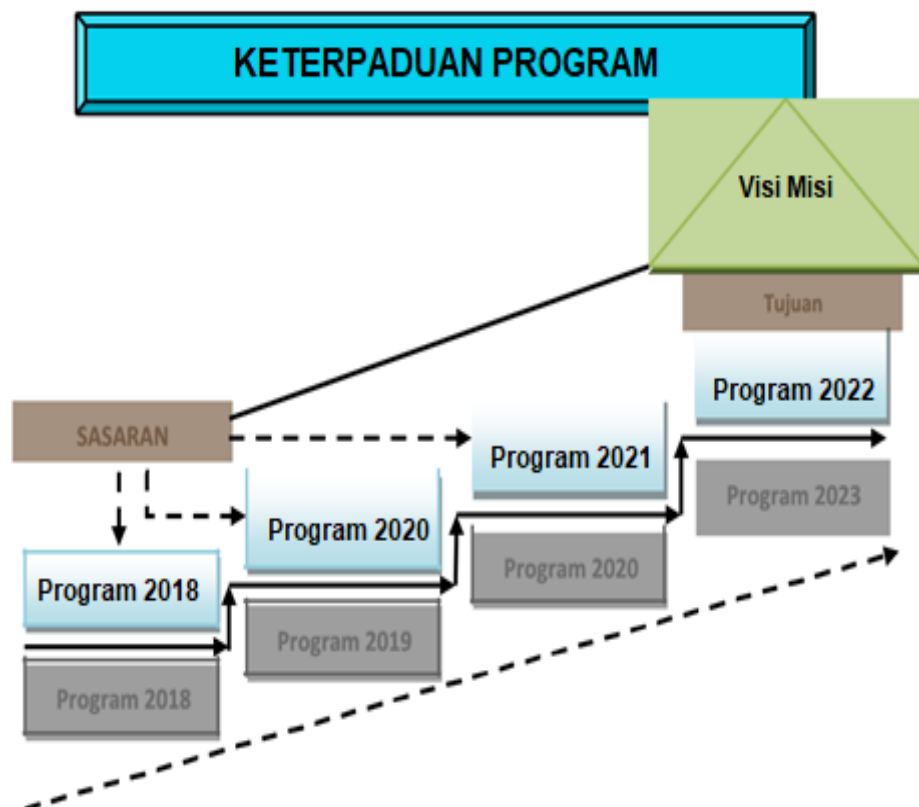 KETERPADUAN PROGRAM
Visi Misi
Tujuan
Program 2022
SASARAN
Program 2021
Program 2023
Program 2020
Program 2020
Program 2018
Program 2019
Program 2018